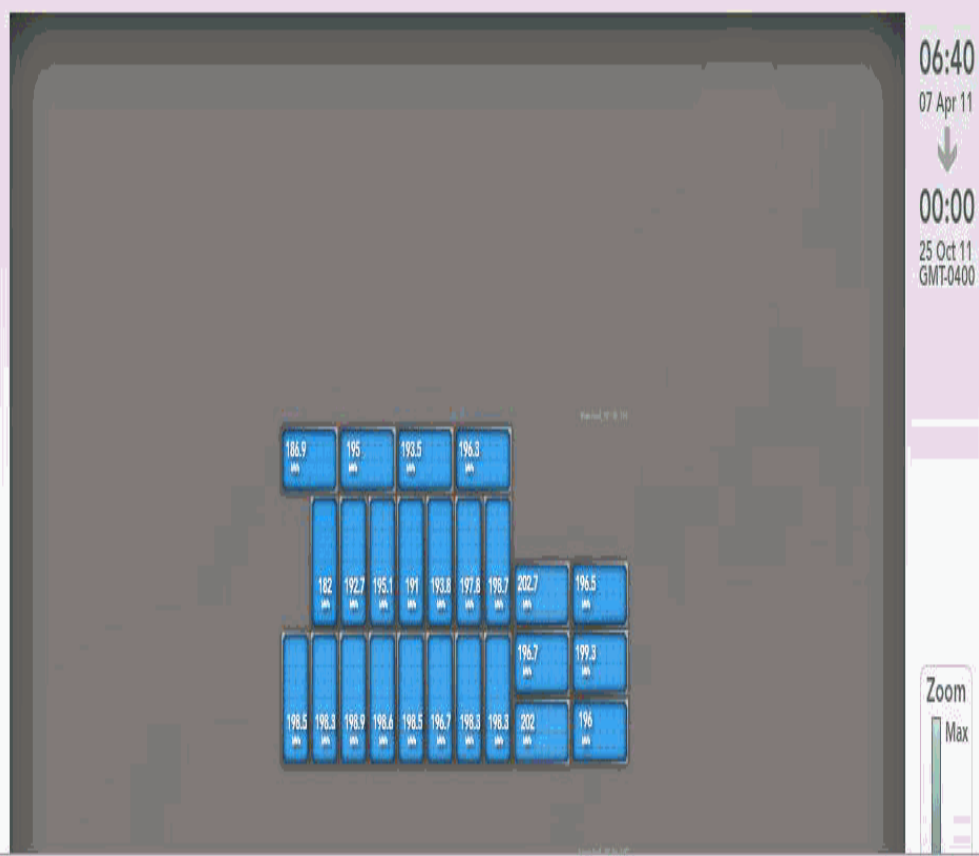 06:40
07 Apr 11
00:00
25 Oct 11
GMT-0400
186.9 195 193.5 196.3
182 192.7 195.1 191 193.8 197.8 198.7 202.7 196.5
196.7 199.3
198.5 198.3 198.9 198.6 198.5 196.7 198.3 198.3 202 196
Zoom
Max